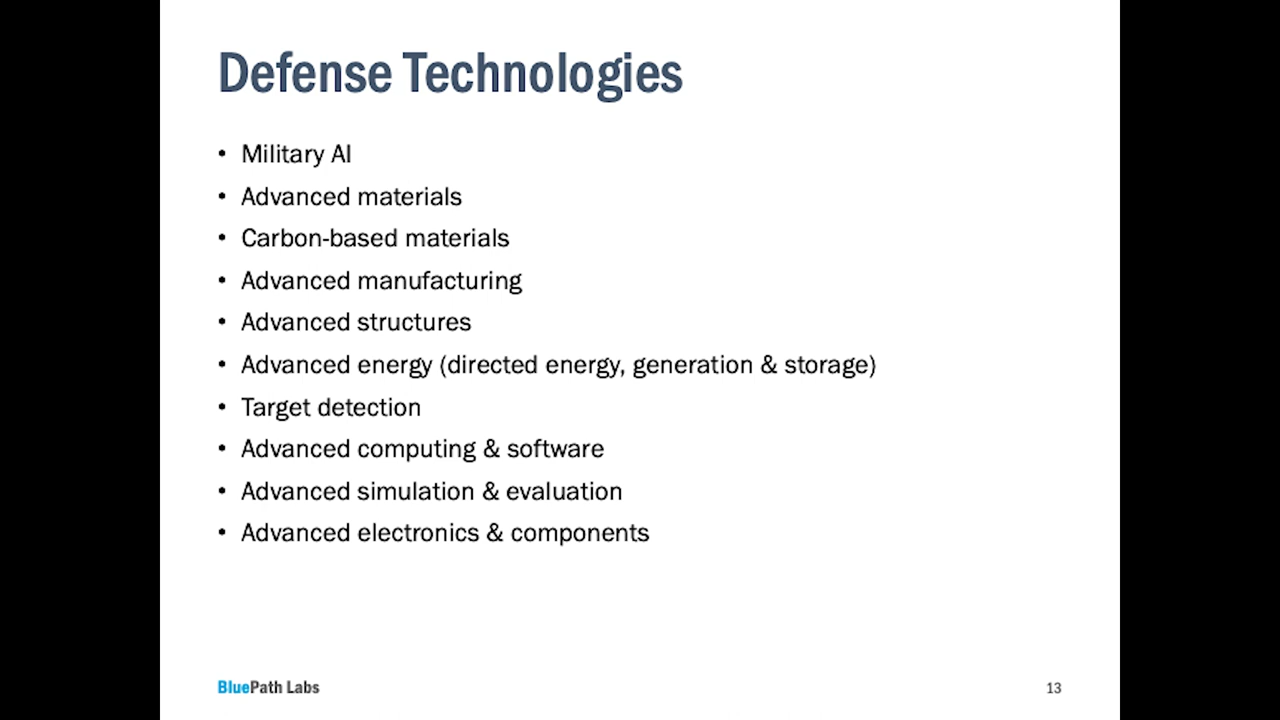 Defense Technologies
• Military AI
• Advanced materials
• Carbon-based materials
• Advanced manufacturing
• Advanced structures
• Advanced energy (directed energy, generation & storage)
• Target detection
• Advanced computing & software
• Advanced simulation & evaluation
• Advanced electronics & components
BluePath Labs
13